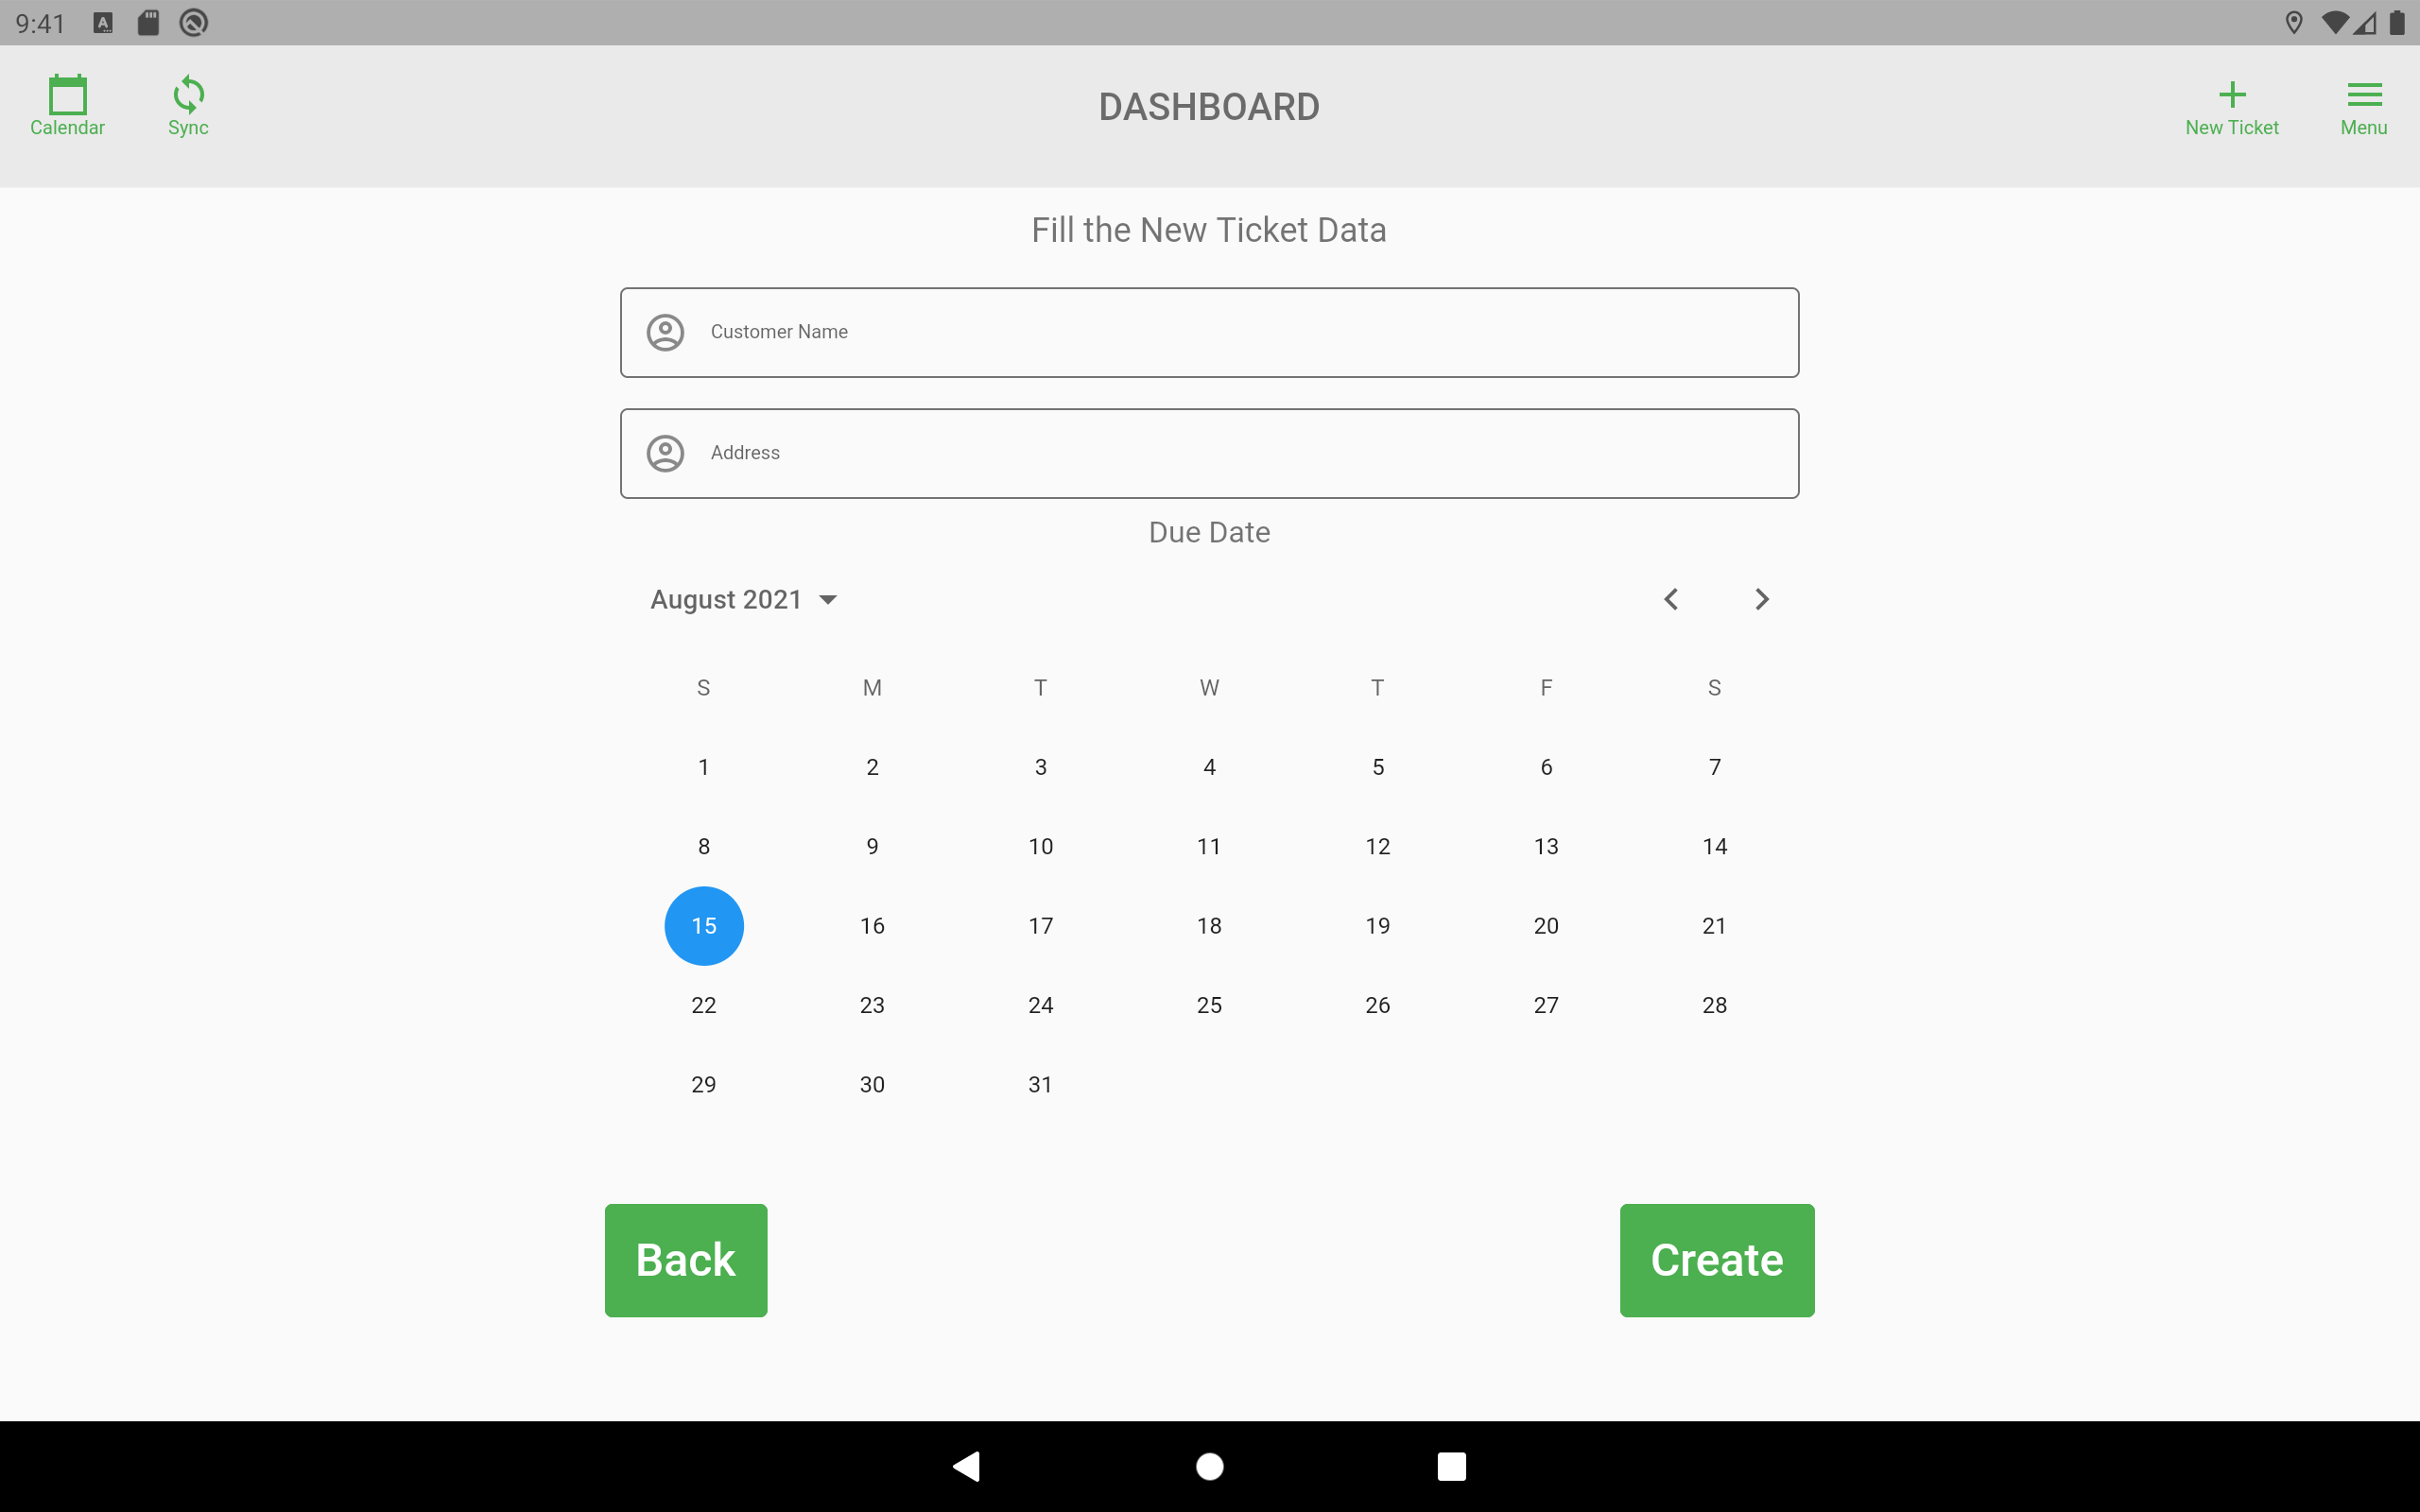 9:41
Calendar Sync DASHBOARD New Ticket Menu
Fill the New Ticket Data
Customer Name
Address
Due Date
August 2021
S M T W T F S
1 2 3 4 5 6 7
8 9 10 11 12 13 14
15 16 17 18 19 20 21
22 23 24 25 26 27 28
29 30 31
Back Create